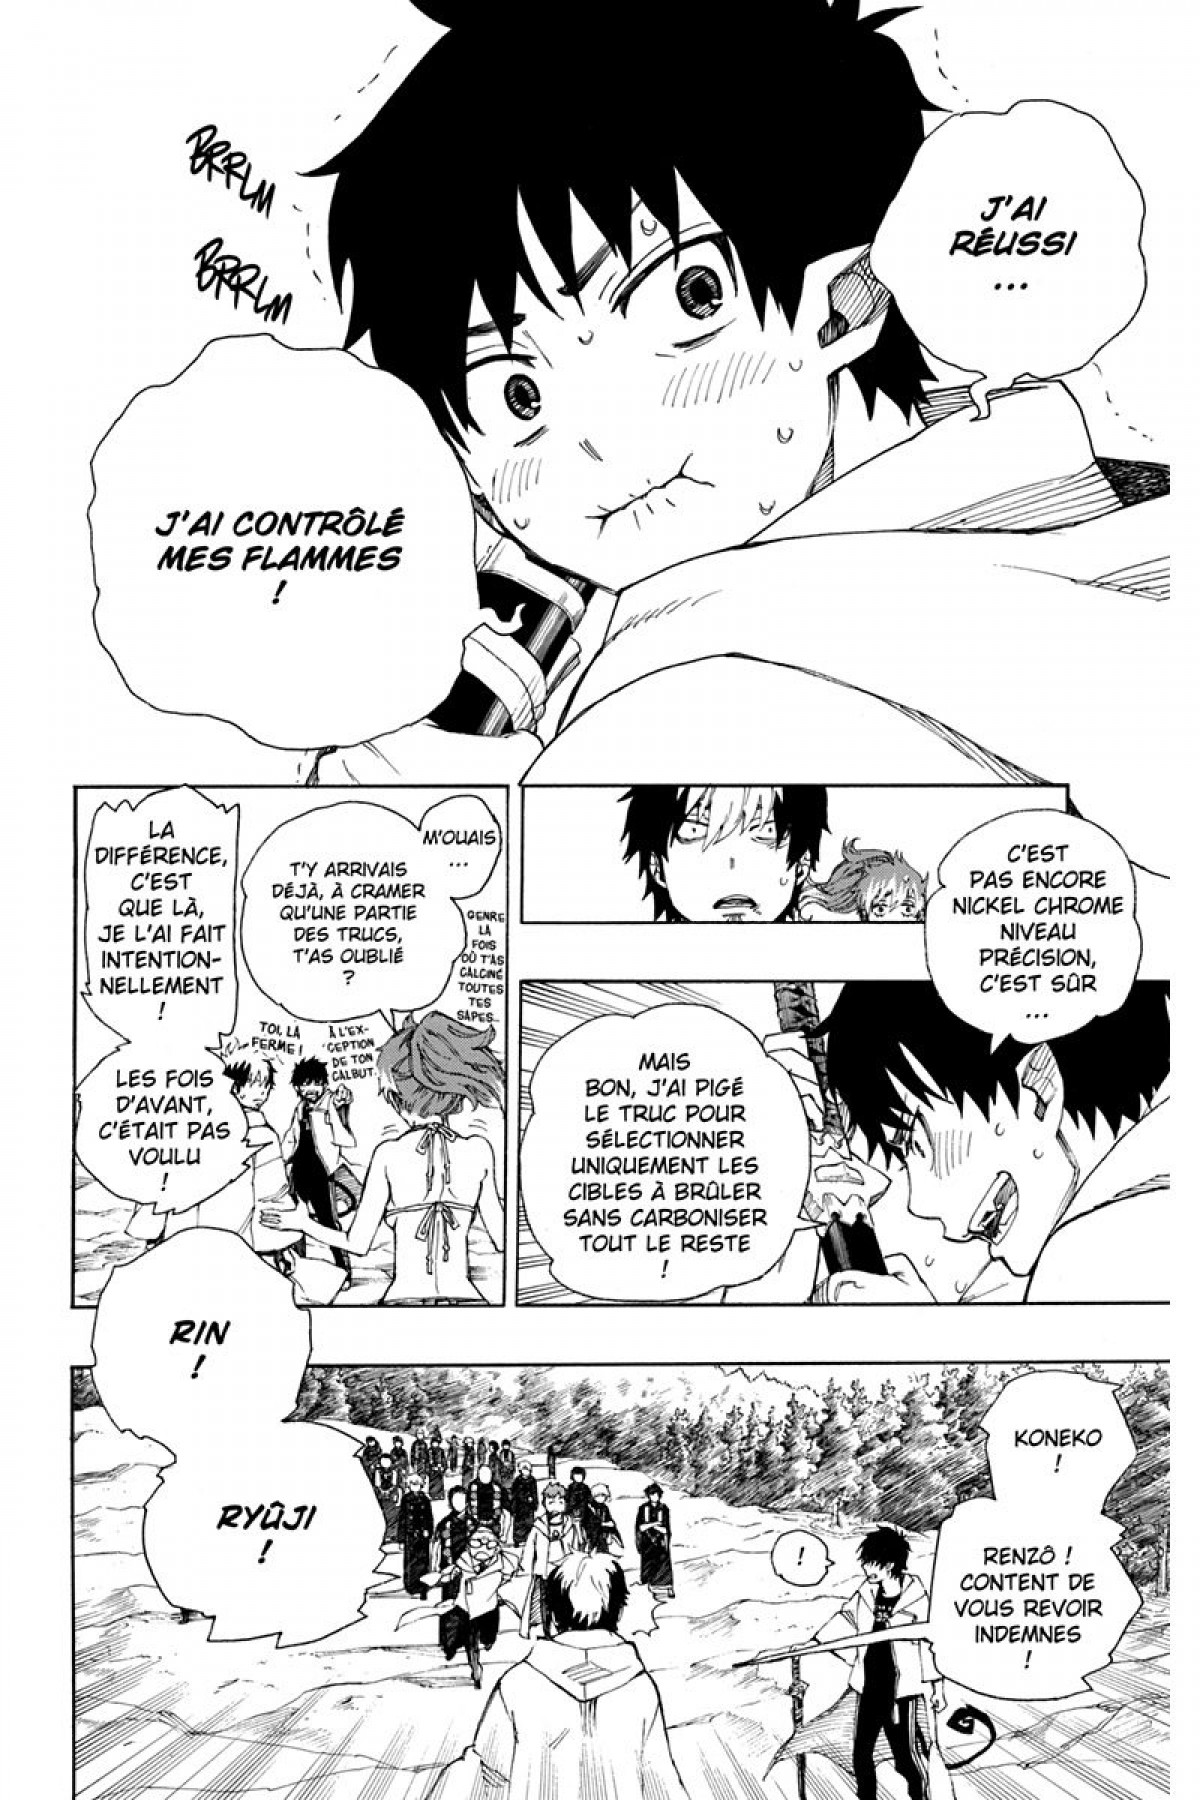 J'AI
RÉUSSI
...
BRRLM
BRRLM
J'AI CONTRÔLÉ
MES FLAMMES
!
C'EST
PAS ENCORE
NICKEL CHROME
NIVEAU
PRÉCISION,
C'EST SÛR
...
MAIS
BON, J'AI PIGÉ
LE TRUC POUR
SÉLECTIONNER
UNIQUEMENT LES
CIBLES À BRÛLER
SANS CARBONISER
TOUT LE RESTE
!
M'OUAIS
...
T'Y ARRIVAIS
DÉJÀ, À CRAMER
QU'UNE PARTIE
DES TRUCS,
T'AS OUBLIÉ
?
GENRE
LA
FOIS
OÙ T'AS
CALCINÉ
TOUTES
TES
SAPES...
À L'EX-
CEPTION
DE TON
CALBUT.
TOI, LA
FERME !
LA
DIFFÉRENCE,
C'EST
QUE LÀ,
JE L'AI FAIT
INTENTION-
NELLEMENT
!
LES FOIS
D'AVANT,
C'ÉTAIT PAS
VOULU
!
RIN
!
RYÛJI
!
KONEKO
!
RENZÔ !
CONTENT DE
VOUS REVOIR
INDEMNES
!
!